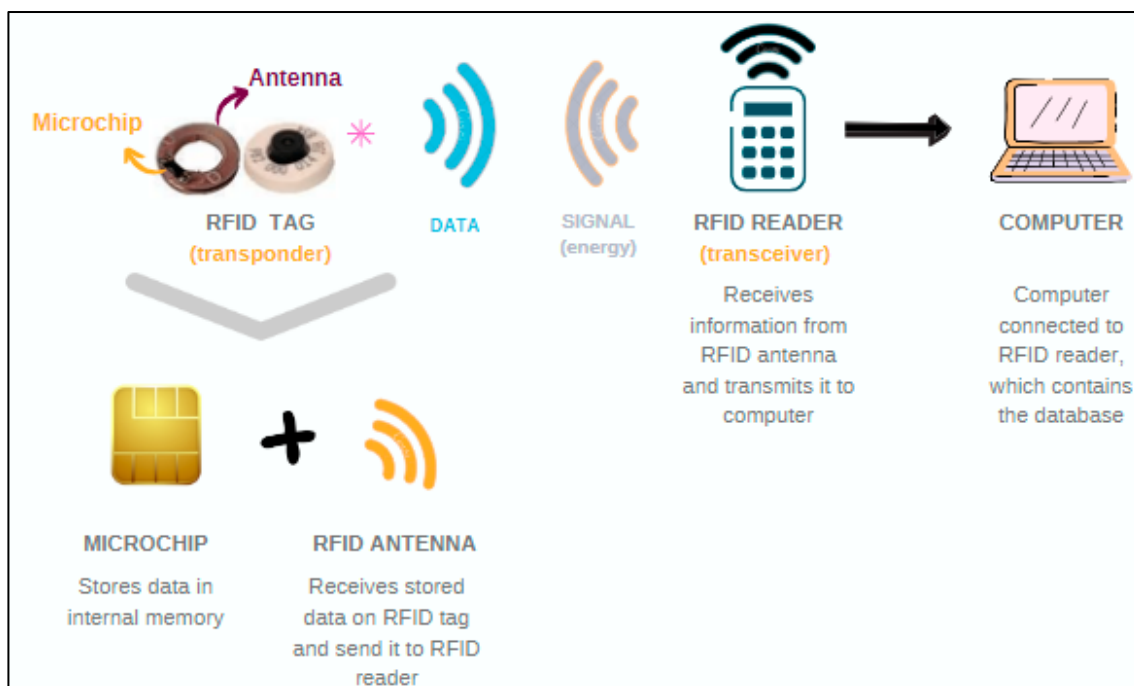 Antenna
Microchip
RFID TAG
(transponder)
DATA
SIGNAL
(energy)
RFID READER
(transceiver)
Receives
information from
RFID antenna
and transmits it to
computer
COMPUTER
Computer
connected to
RFID reader,
which contains
the database
MICROCHIP
Stores data in
internal memory
RFID ANTENNA
Receives stored
data on RFID tag
and send it to RFID
reader